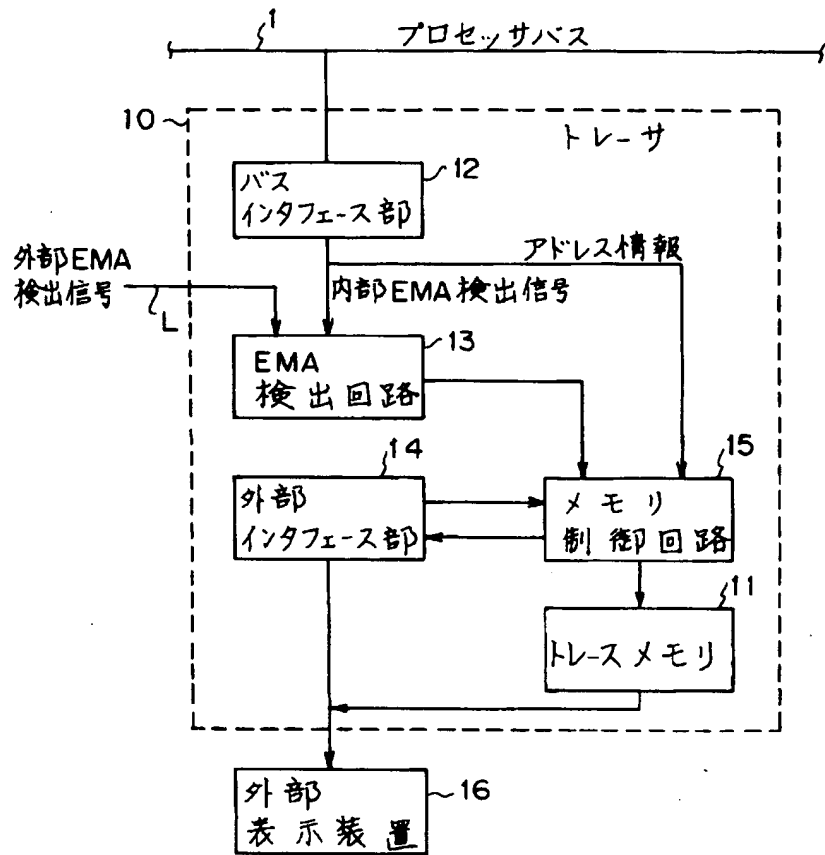 1
プロセッサバス
10
トレーサ
12
バス
インタフェース部
外部EMA
検出信号
L
アドレス情報
内部EMA検出信号
13
EMA
検出回路
14
外部
インタフェース部
15
メモリ
制御回路
11
トレースメモリ
外部
表示装置
16